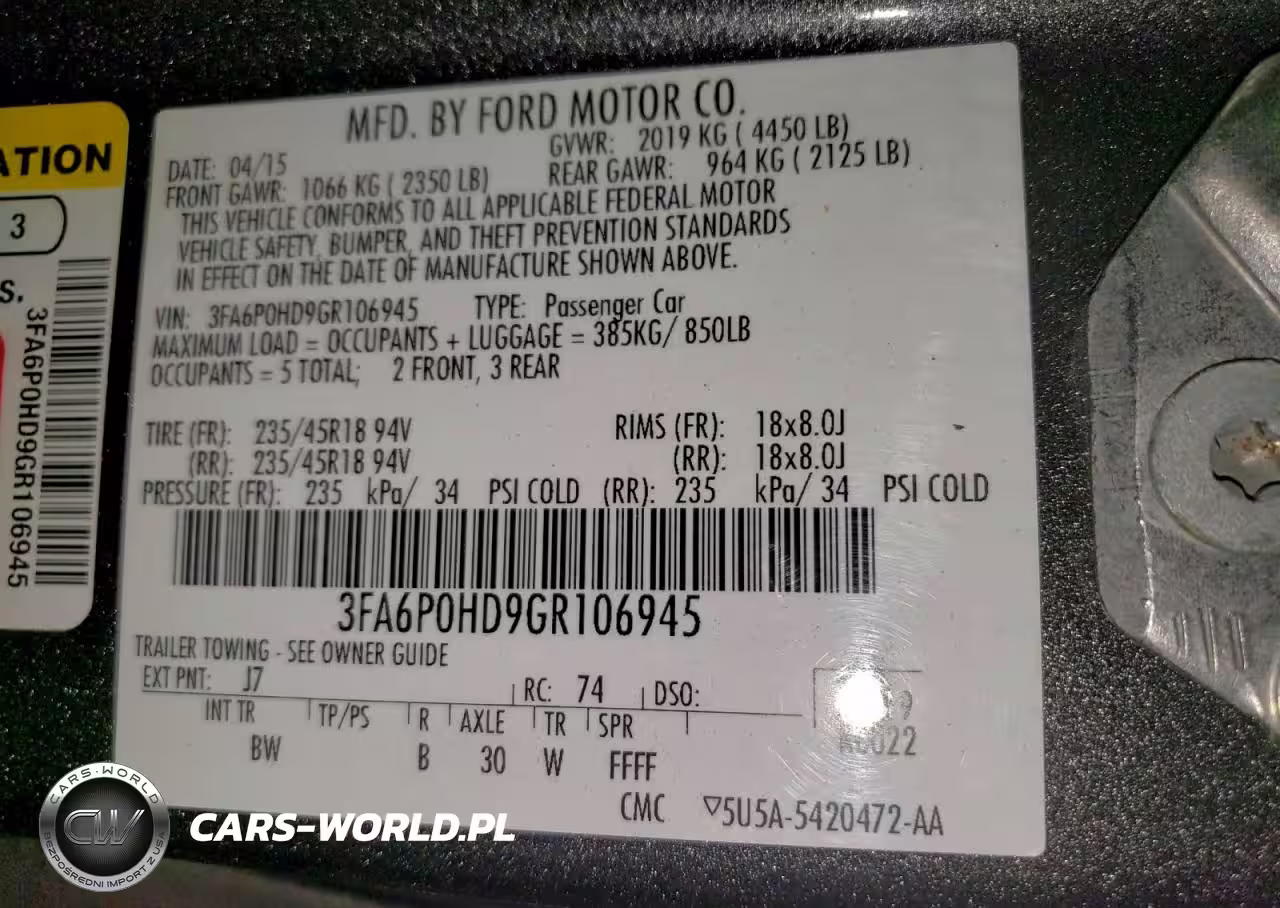 MFD. BY FORD MOTOR CO.
DATE: 04/15 GVWR: 2019 KG ( 4450 LB)
FRONT GAWR: 1066 KG ( 2350 LB) REAR GAWR: 964 KG ( 2125 LB)
THIS VEHICLE CONFORMS TO ALL APPLICABLE FEDERAL MOTOR
VEHICLE SAFETY, BUMPER, AND THEFT PREVENTION STANDARDS
IN EFFECT ON THE DATE OF MANUFACTURE SHOWN ABOVE.
VIN: 3FA6P0HD9GR106945 TYPE: Passenger Car
MAXIMUM LOAD = OCCUPANTS + LUGGAGE = 385KG/ 850LB
OCCUPANTS = 5 TOTAL; 2 FRONT, 3 REAR
TIRE (FR): 235/45R18 94V RIMS (FR): 18x8.0J
(RR): 235/45R18 94V (RR): 18x8.0J
PRESSURE (FR): 235 kPa/ 34 PSI COLD (RR): 235 kPa/ 34 PSI COLD
3FA6P0HD9GR106945
TRAILER TOWING - SEE OWNER GUIDE
EXT PNT: J7 RC: 74 DSO:
INT TR TP/PS R AXLE TR SPR
BW B 30 W FFFF
CMC ▽5U5A-5420472-AA
ATION
3
S.
3FA6P0HD9GR106945
CARS-WORLD
CW
BEZPOŚREDNI IMPORT Z USA
CARS-WORLD.PL